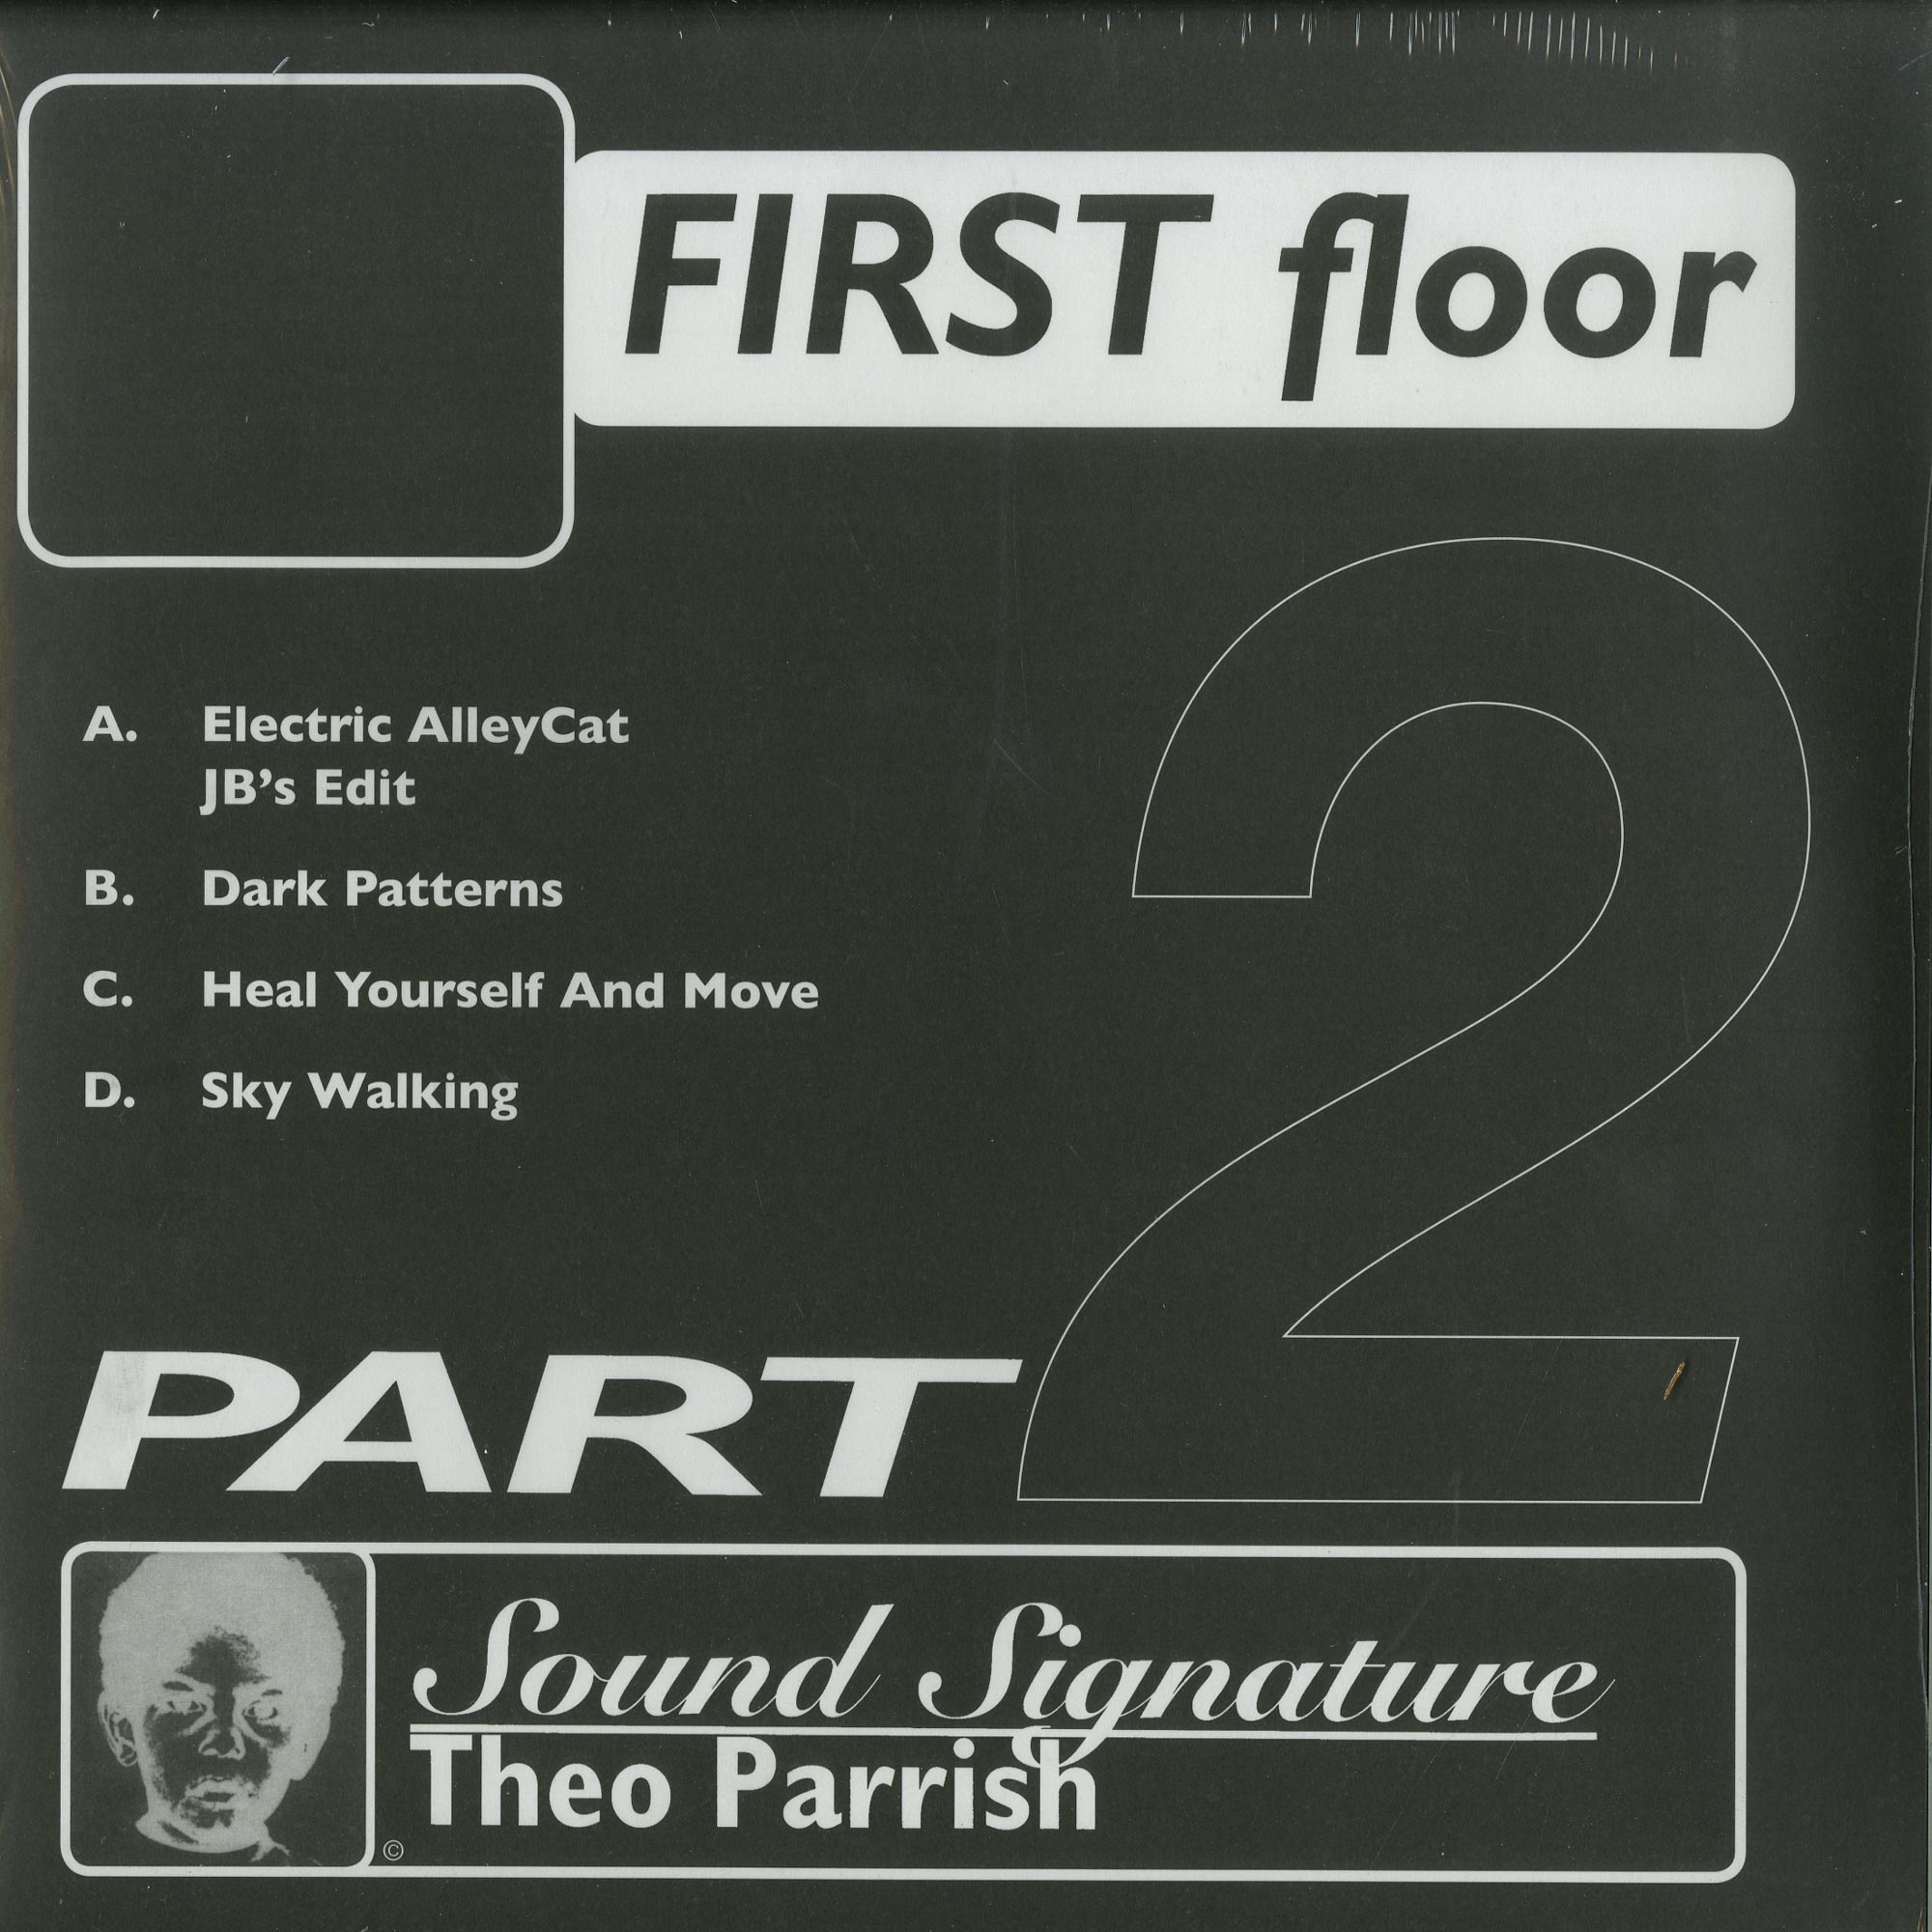 FIRST floor
A. Electric AlleyCat
JB's Edit
B. Dark Patterns
C. Heal Yourself And Move
D. Sky Walking
PART 2
Sound Signature
Theo Parrish
©